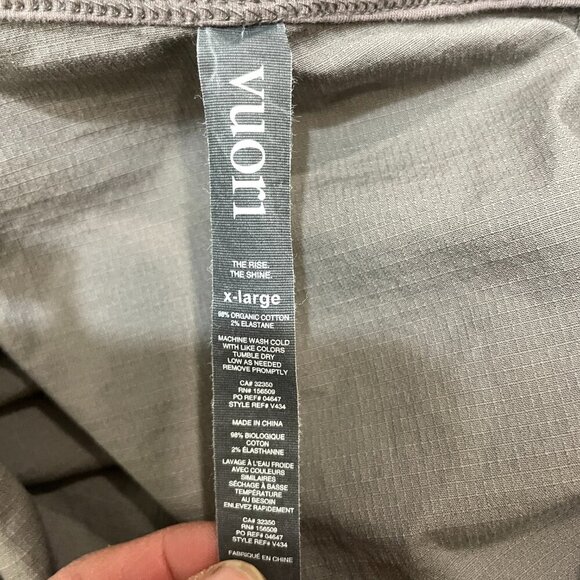 vuori
THE RISE.
THE SHINE.
x-large
98% ORGANIC COTTON
2% ELASTANE
MACHINE WASH COLD
WITH LIKE COLORS
TUMBLE DRY
LOW AS NEEDED
REMOVE PROMPTLY
CA# 32350
RN# 156509
PO REF# 04647
STYLE REF# V434
MADE IN CHINA
98% BIOLOGIQUE
COTON
2% ÉLASTHANNE
LAVAGE À L'EAU FROIDE
AVEC COULEURS
SIMILAIRES
SÉCHAGE À BASSE
TEMPÉRATURE
AU BESOIN
ENLEVEZ RAPIDEMENT
CA# 32350
RN# 156509
PO REF# 04647
STYLE REF# V434
FABRIQUÉ EN CHINE